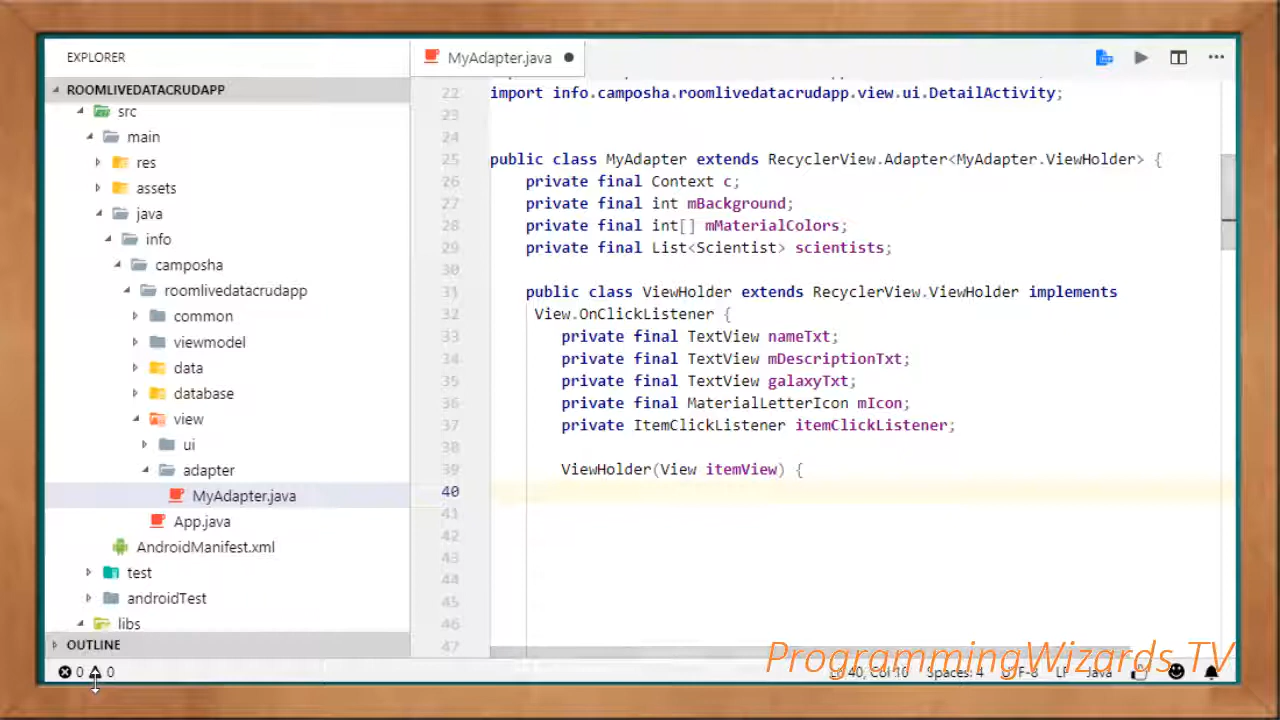 EXPLORER
MyAdapter.java
ROOMLIVEDATACRUDAPP
src
main
res
assets
java
info
camposha
roomlivedatacrudapp
common
viewmodel
data
database
view
ui
adapter
MyAdapter.java
App.java
AndroidManifest.xml
test
androidTest
libs
OUTLINE
22 import info.camposha.roomlivedatacrudapp.view.ui.DetailActivity;
23
24
25 public class MyAdapter extends RecyclerView.Adapter<MyAdapter.ViewHolder> {
26 private final Context c;
27 private final int mBackground;
28 private final int[] mMaterialColors;
29 private final List<Scientist> scientists;
30
31 public class ViewHolder extends RecyclerView.ViewHolder implements
32 View.OnClickListener {
33 private final TextView nameTxt;
34 private final TextView mDescriptionTxt;
35 private final TextView galaxyTxt;
36 private final MaterialLetterIcon mIcon;
37 private ItemClickListener itemClickListener;
38
39 ViewHolder(View itemView) {
40
41
42
43
44
45
46
47
ProgrammingWizards TV
0 0 Ln 40, Col 10 Spaces: 4 UTF-8 LF Java